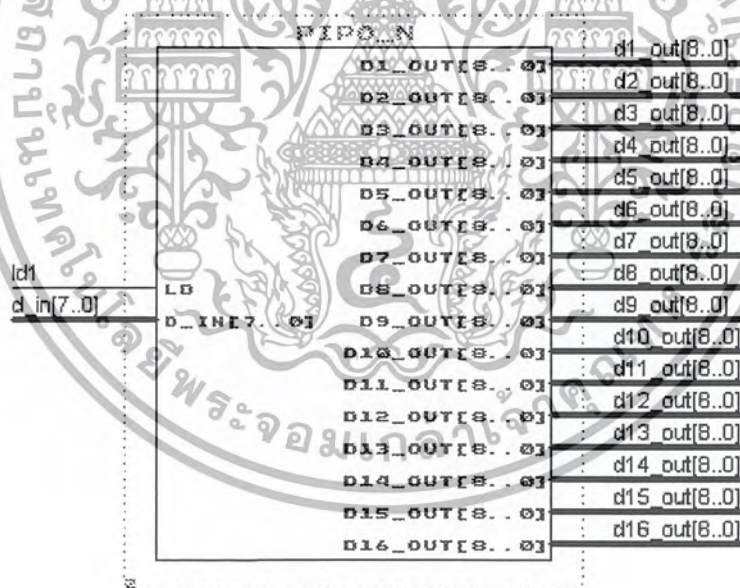 PIPO_N
D1_OUT[8..0] d1_out[8..0]
D2_OUT[8..0] d2_out[8..0]
D3_OUT[8..0] d3_out[8..0]
D4_OUT[8..0] d4_out[8..0]
D5_OUT[8..0] d5_out[8..0]
D6_OUT[8..0] d6_out[8..0]
D7_OUT[8..0] d7_out[8..0]
ld1 LD D8_OUT[8..0] d8_out[8..0]
d_in[7..0] D_IN[7..0] D9_OUT[8..0] d9_out[8..0]
D10_OUT[8..0] d10_out[8..0]
D11_OUT[8..0] d11_out[8..0]
D12_OUT[8..0] d12_out[8..0]
D13_OUT[8..0] d13_out[8..0]
D14_OUT[8..0] d14_out[8..0]
D15_OUT[8..0] d15_out[8..0]
D16_OUT[8..0] d16_out[8..0]